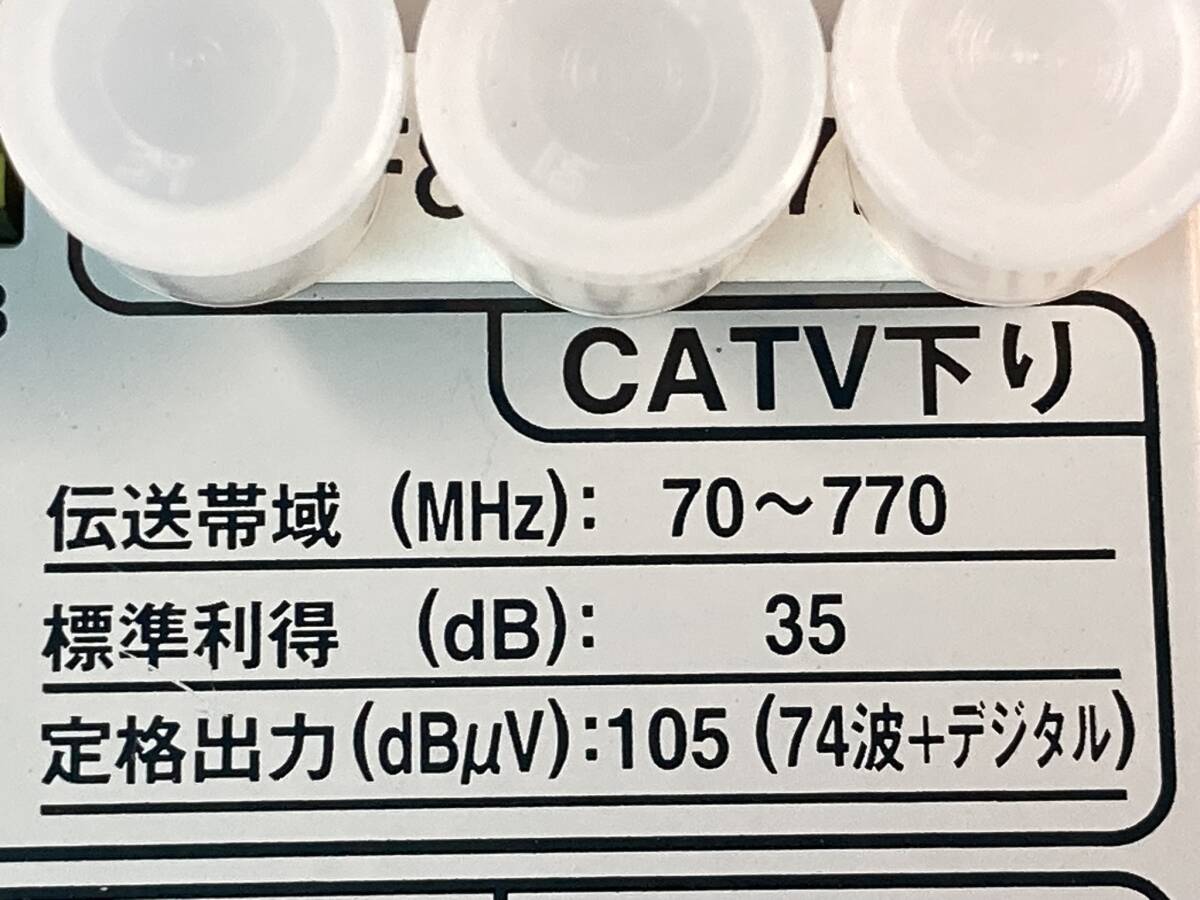 CATV下り
伝送帯域 (MHz): 70～770
標準利得 (dB): 35
定格出力(dBμV):105 (74波+デジタル)